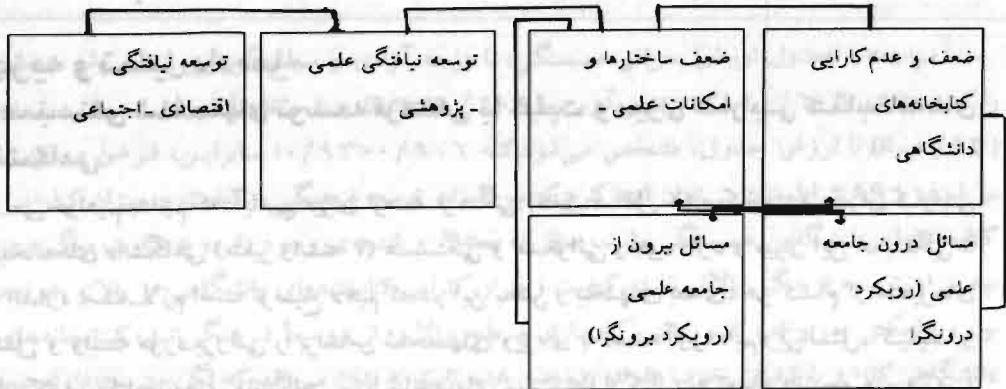 ضعف و عدم کارایی
کتابخانه‌های
دانشگاهی
ضعف ساختارها و
امکانات علمی -
توسعه نیافتگی علمی
- پژوهشی
توسعه نیافتگی
اقتصادی - اجتماعی
مسائل درون جامعه
علمی (رویکرد
درونگرا
مسائل بیرون از
جامعه علمی
(رویکرد برونگرا)